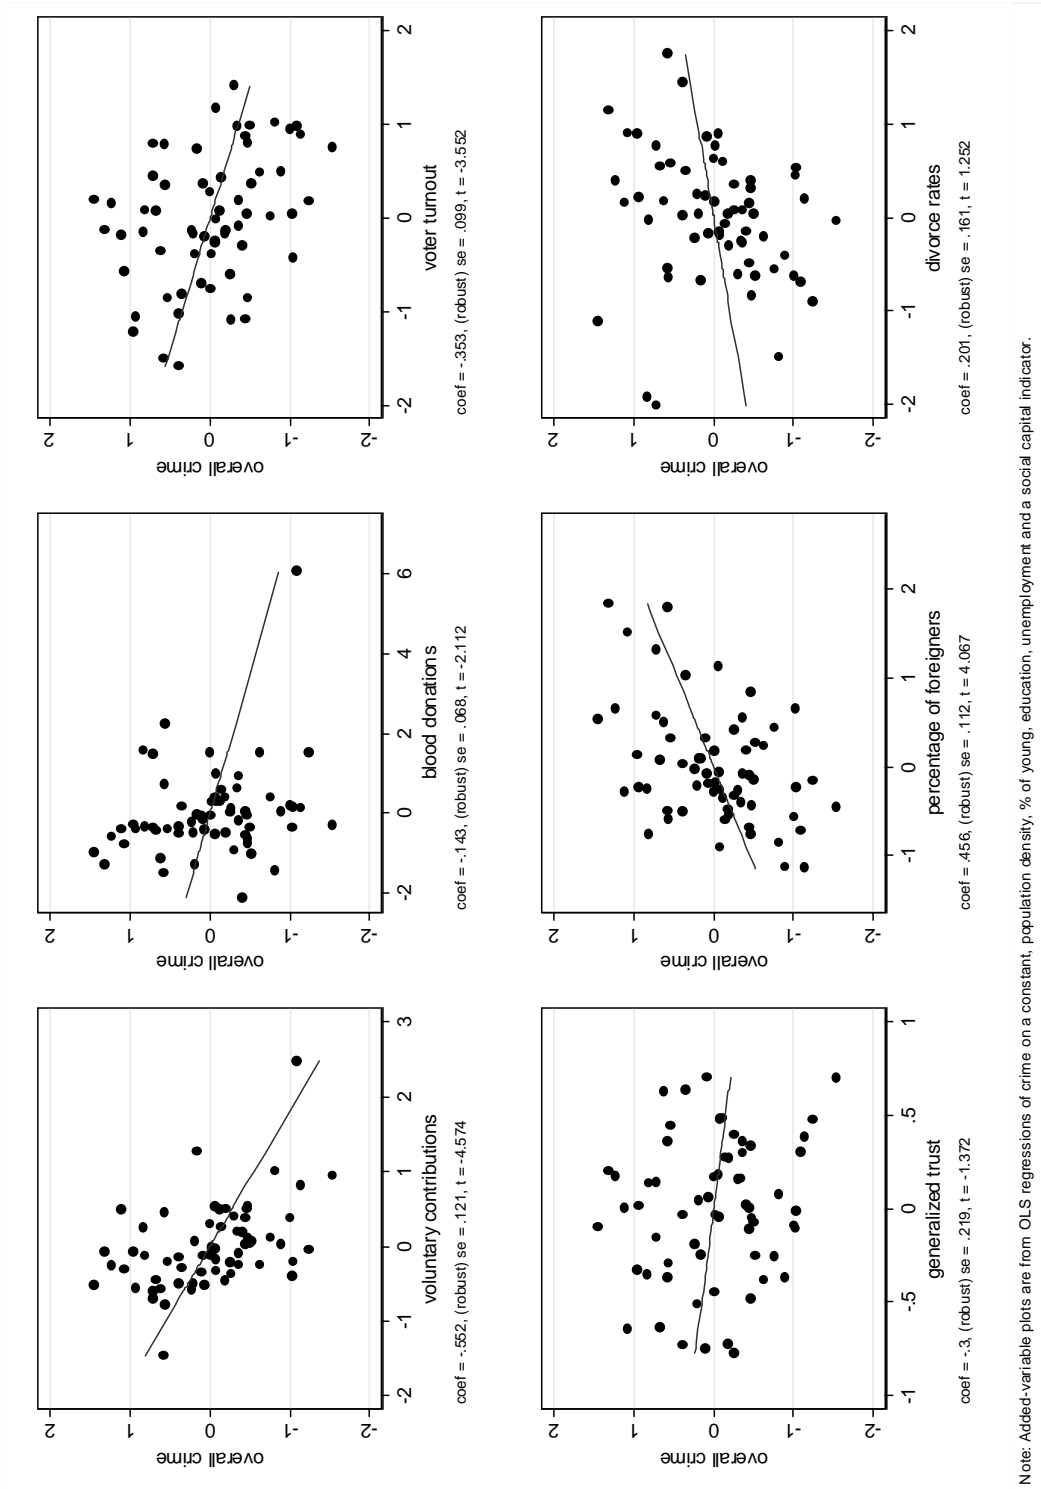 overall crime
2
1
0
-1
-2
-2 -1 0 1 2 3
voluntary contributions
coef = -.552, (robust) se = .121, t = -4.574
overall crime
2
1
0
-1
-2
-2 0 2 4 6
blood donations
coef = -.143, (robust) se = .068, t = -2.112
overall crime
2
1
0
-1
-2
-2 -1 0 1 2
voter turnout
coef = -.353, (robust) se = .099, t = -3.552
overall crime
2
1
0
-1
-2
-1 -.5 0 .5 1
generalized trust
coef = -.3, (robust) se = .219, t = -1.372
overall crime
2
1
0
-1
-2
-1 0 1 2
percentage of foreigners
coef = .456, (robust) se = .112, t = 4.067
overall crime
2
1
0
-1
-2
-2 -1 0 1 2
divorce rates
coef = .201, (robust) se = .161, t = 1.252
Note: Added-variable plots are from OLS regressions of crime on a constant, population density, % of young, education, unemployment and a social capital indicator.